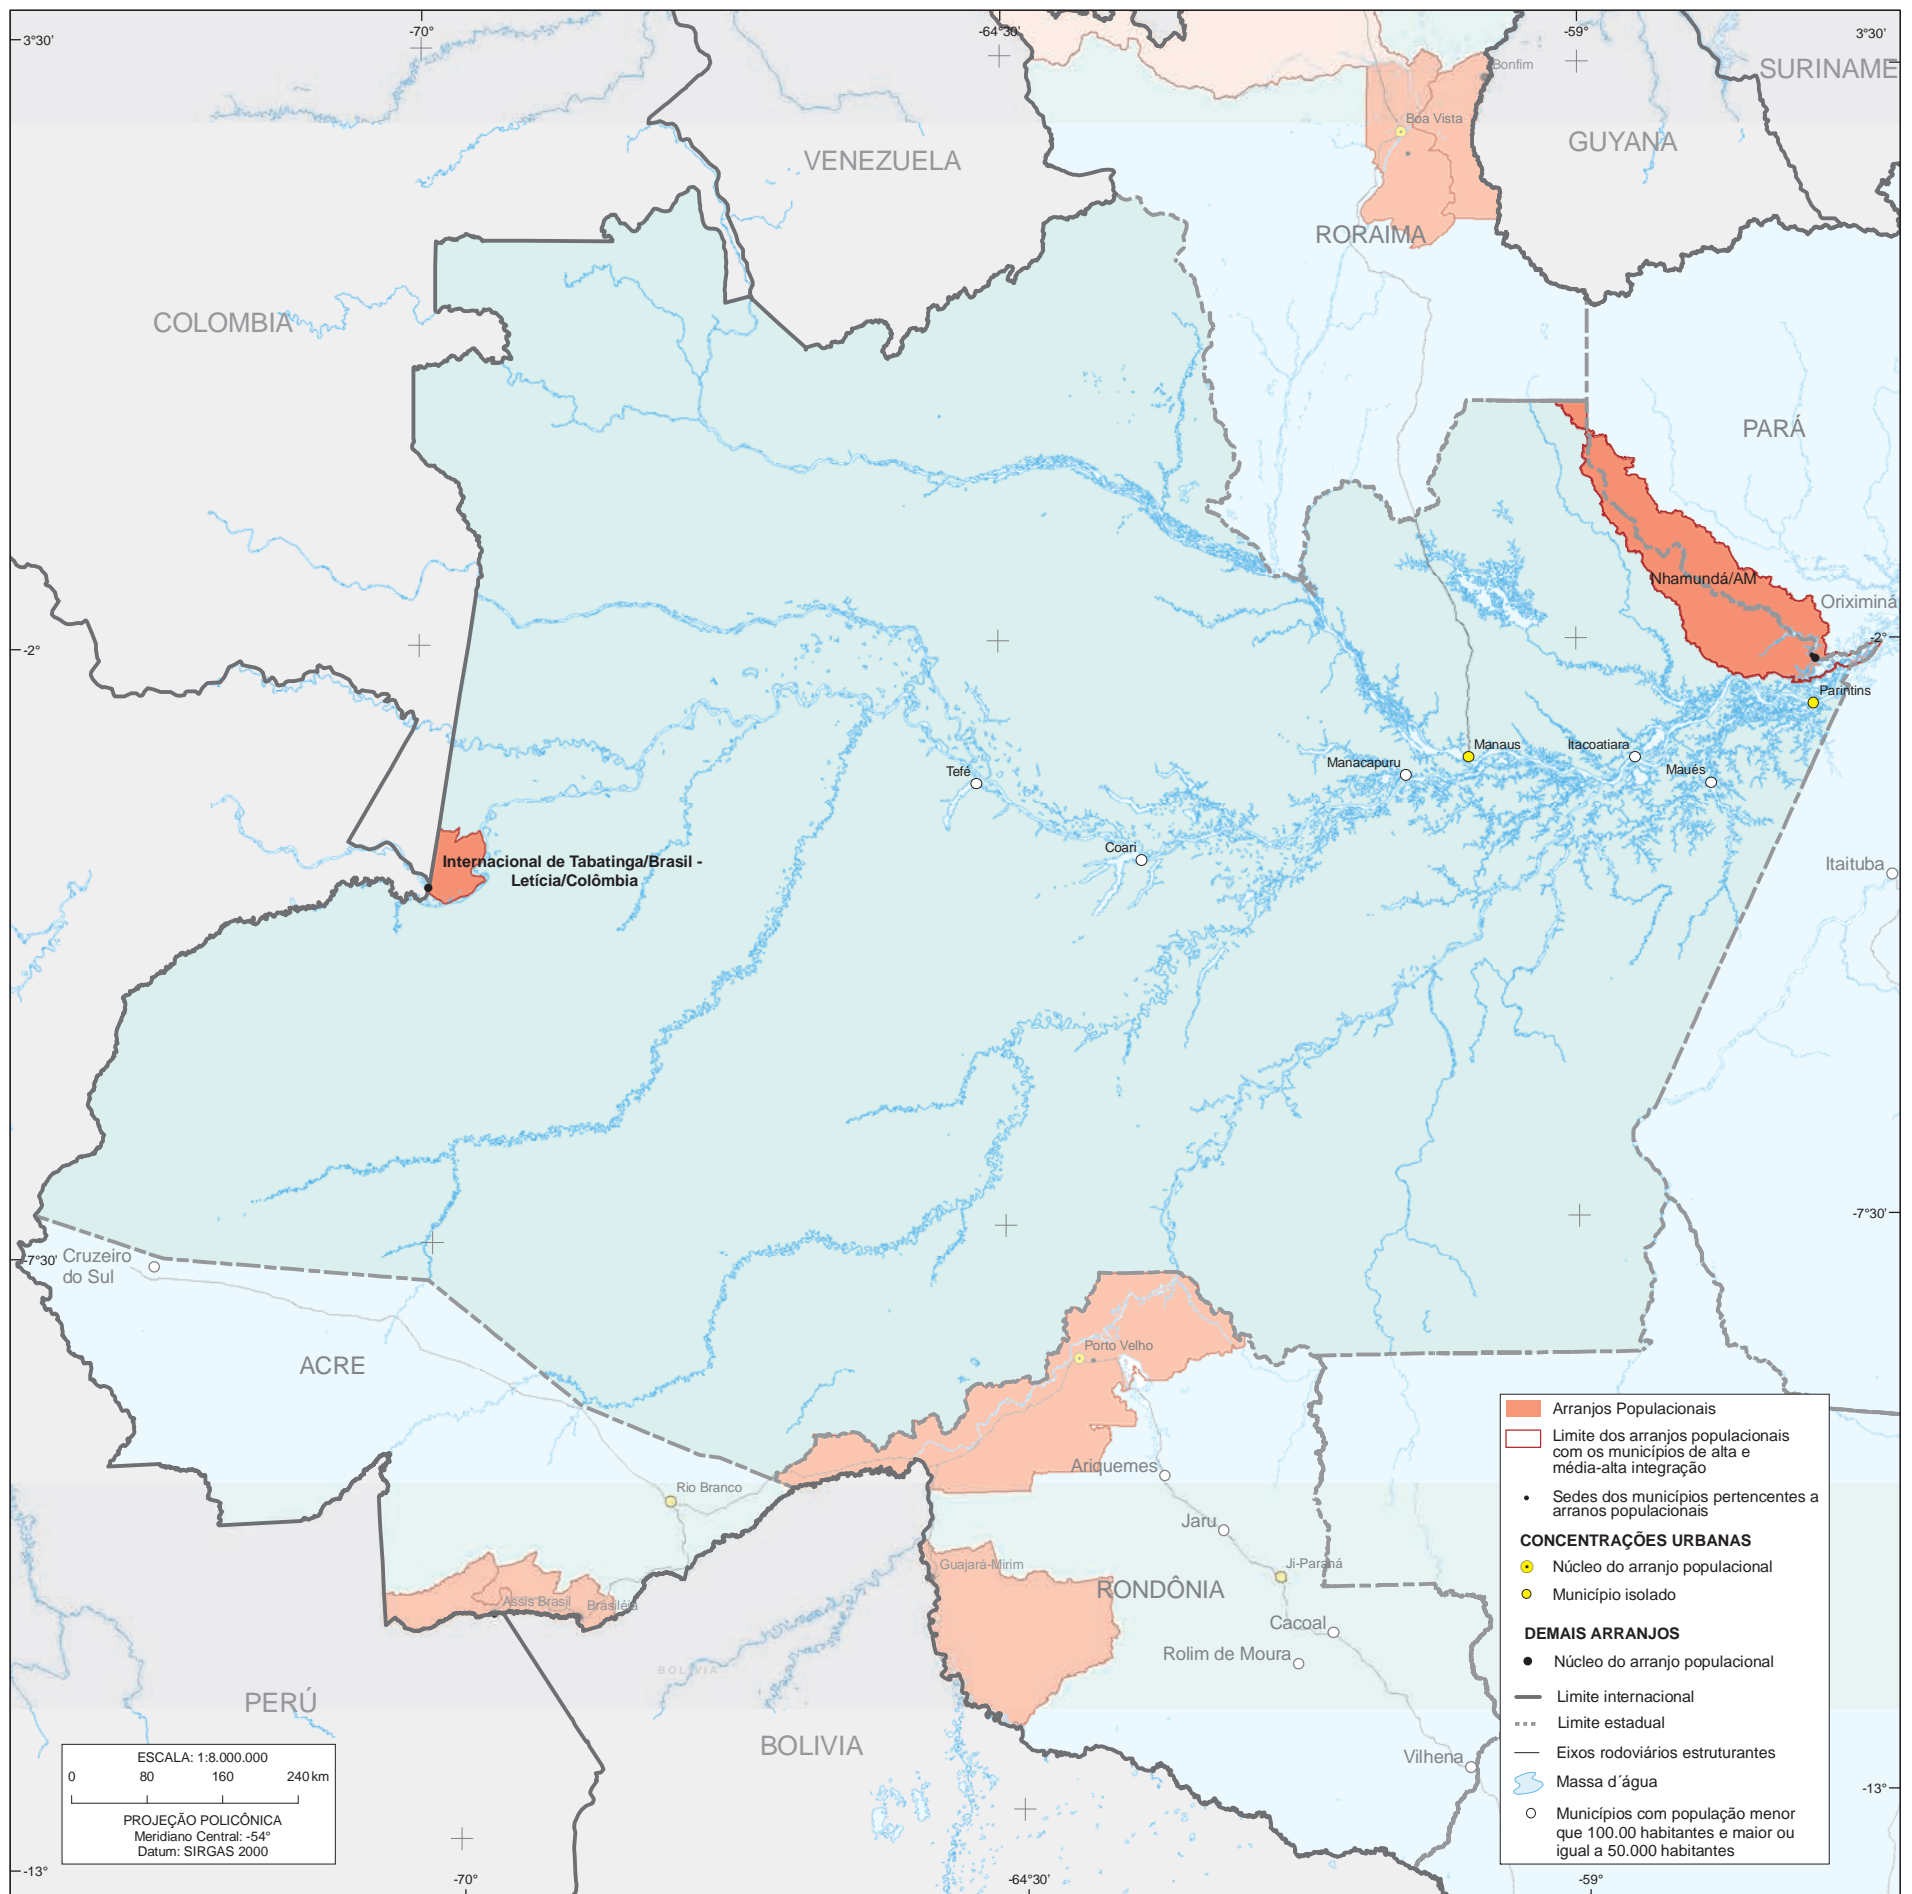 -70°
-64°30'
-59°
3°30'
3°30'
SURINAME
Bonfim
Boa Vista
GUYANA
VENEZUELA
RORAIMA
COLOMBIA
PARÁ
Nhamundá/AM
Oriximiná
-2°
-2°
Parintins
Manaus
Itacoatiara
Manacapuru
Maués
Tefé
Coari
Internacional de Tabatinga/Brasil -
Letícia/Colômbia
Itaituba
-7°30'
-7°30'
Cruzeiro
do Sul
ACRE
Porto Velho
Ariquemes
Rio Branco
Jaru
Ji-Paraná
Guajará-Mirim
RONDÔNIA
Assis Brasil
Brasiléia
Cacoal
Rolim de Moura
BOLIVIA
PERÚ
BOLIVIA
Vilhena
Arranjos Populacionais
Limite dos arranjos populacionais
com os municípios de alta e
média-alta integração
Sedes dos municípios pertencentes a
arranos populacionais
CONCENTRAÇÕES URBANAS
Núcleo do arranjo populacional
Município isolado
DEMAIS ARRANJOS
Núcleo do arranjo populacional
Limite internacional
Limite estadual
Eixos rodoviários estruturantes
Massa d´água
Municípios com população menor
que 100.00 habitantes e maior ou
igual a 50.000 habitantes
ESCALA: 1:8.000.000
0 80 160 240 km
PROJEÇÃO POLICÔNICA
Meridiano Central: -54°
Datum: SIRGAS 2000
-13°
-13°
-70°
-64°30'
-59°